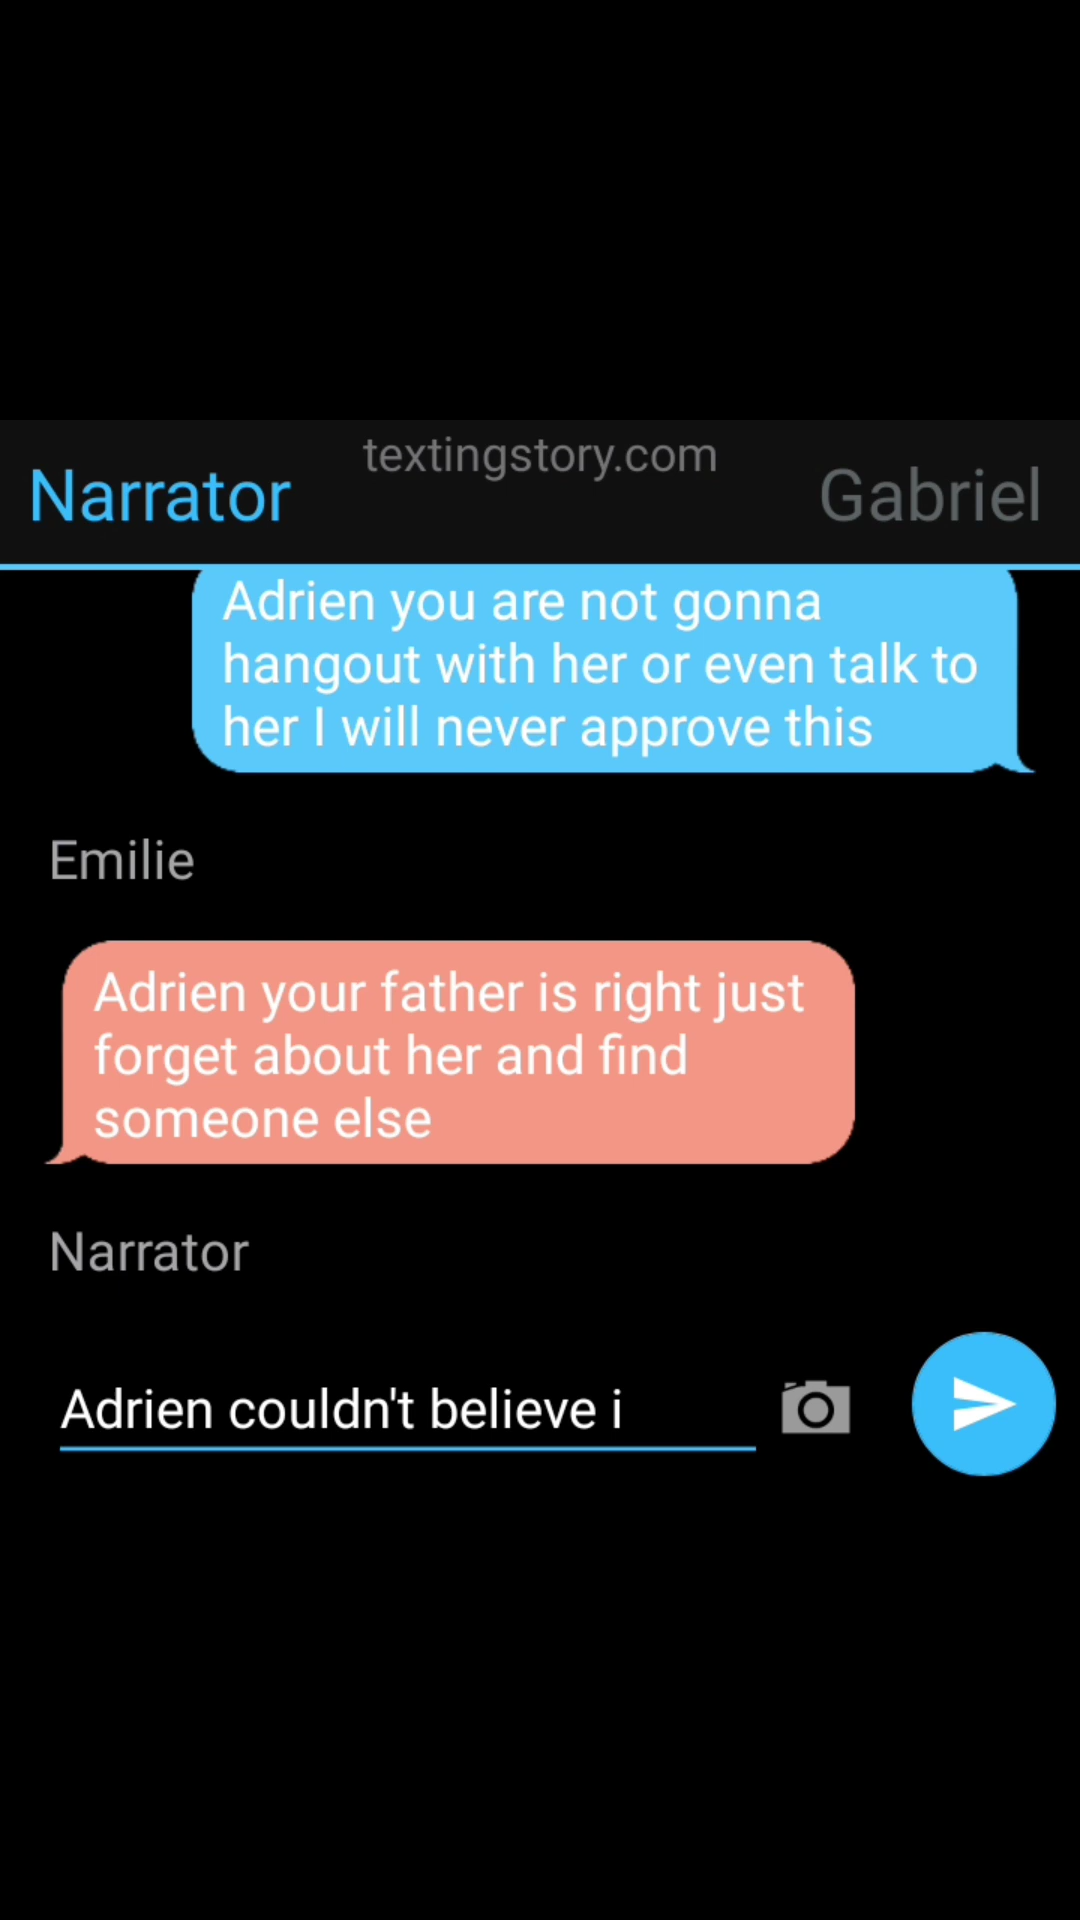 textingstory.com
Narrator
Gabriel
Adrien you are not gonna
hangout with her or even talk to
her I will never approve this
Emilie
Adrien your father is right just
forget about her and find
someone else
Narrator
Adrien couldn't believe i